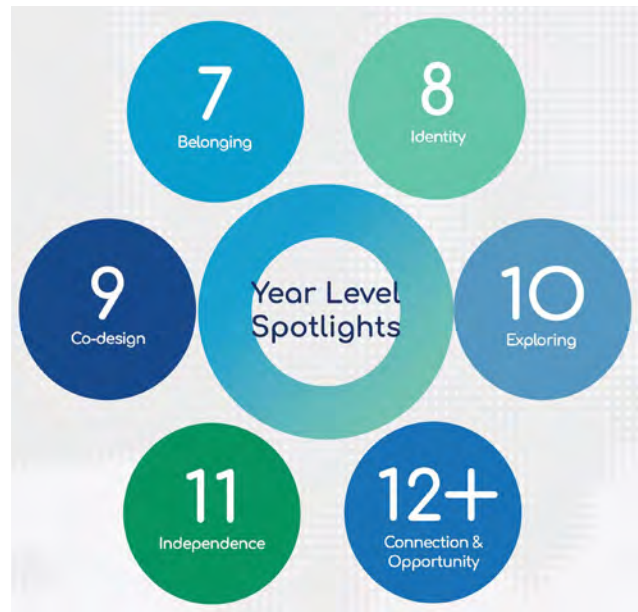 7
Belonging
8
Identity
Year Level
Spotlights
9
Co-design
10
Exploring
11
Independence
12+
Connection &
Opportunity